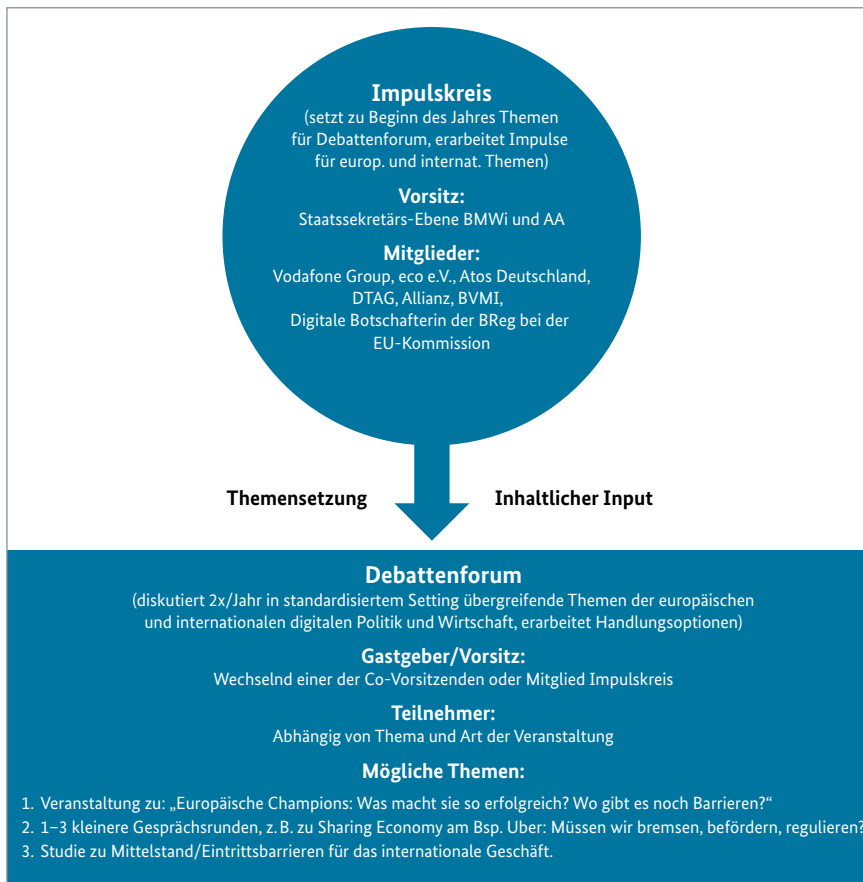 Impulskreis
(setzt zu Beginn des Jahres Themen
für Debattenforum, erarbeitet Impulse
für europ. und internat. Themen)
Vorsitz:
Staatssekretärs-Ebene BMWi und AA
Mitglieder:
Vodafone Group, eco e.V., Atos Deutschland,
DTAG, Allianz, BVMI,
Digitale Botschafterin der BReg bei der
EU-Kommission
Themensetzung
Inhaltlicher Input
Debattenforum
(diskutiert 2x/Jahr in standardisiertem Setting übergreifende Themen der europäischen
und internationalen digitalen Politik und Wirtschaft, erarbeitet Handlungsoptionen)
Gastgeber/Vorsitz:
Wechselnd einer der Co-Vorsitzenden oder Mitglied Impulskreis
Teilnehmer:
Abhängig von Thema und Art der Veranstaltung
Mögliche Themen:
1. Veranstaltung zu: „Europäische Champions: Was macht sie so erfolgreich? Wo gibt es noch Barrieren?“
2. 1–3 kleinere Gesprächsrunden, z. B. zu Sharing Economy am Bsp. Uber: Müssen wir bremsen, befördern, regulieren?
3. Studie zu Mittelstand/Eintrittsbarrieren für das internationale Geschäft.